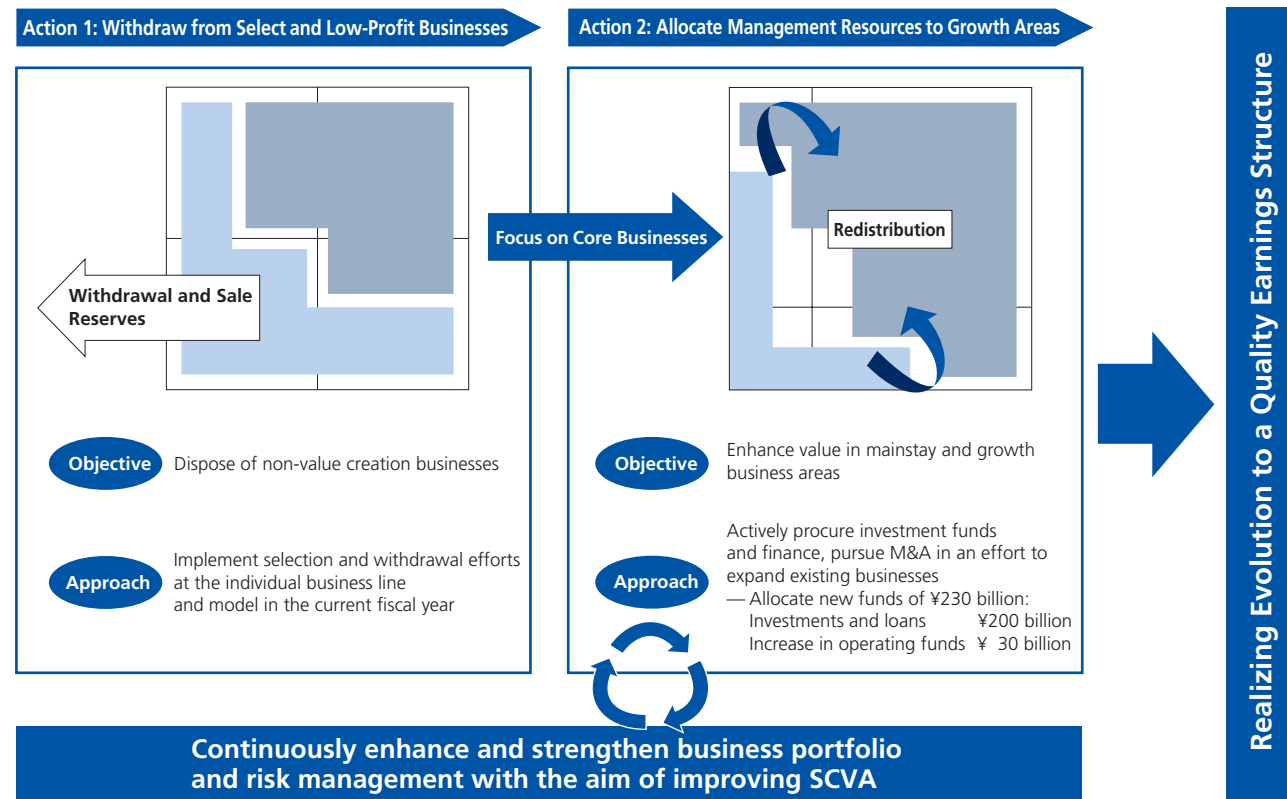 Action 1: Withdraw from Select and Low-Profit Businesses
Withdrawal and Sale
Reserves
Objective
Dispose of non-value creation businesses
Approach
Implement selection and withdrawal efforts
at the individual business line
and model in the current fiscal year
Focus on Core Businesses
Action 2: Allocate Management Resources to Growth Areas
Redistribution
Objective
Enhance value in mainstay and growth
business areas
Approach
Actively procure investment funds
and finance, pursue M&A in an effort to
expand existing businesses
— Allocate new funds of ¥230 billion:
Investments and loans ¥200 billion
Increase in operating funds ¥ 30 billion
Continuously enhance and strengthen business portfolio
and risk management with the aim of improving SCVA
Realizing Evolution to a Quality Earnings Structure